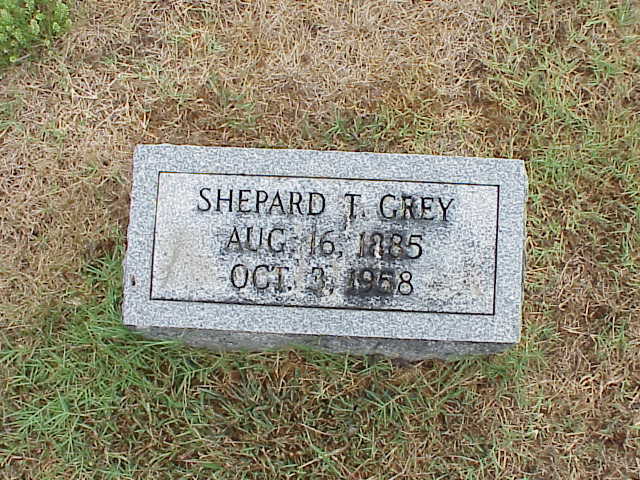 SHEPARD T. GREY
AUG. 16, 1885
OCT. 3, 1958